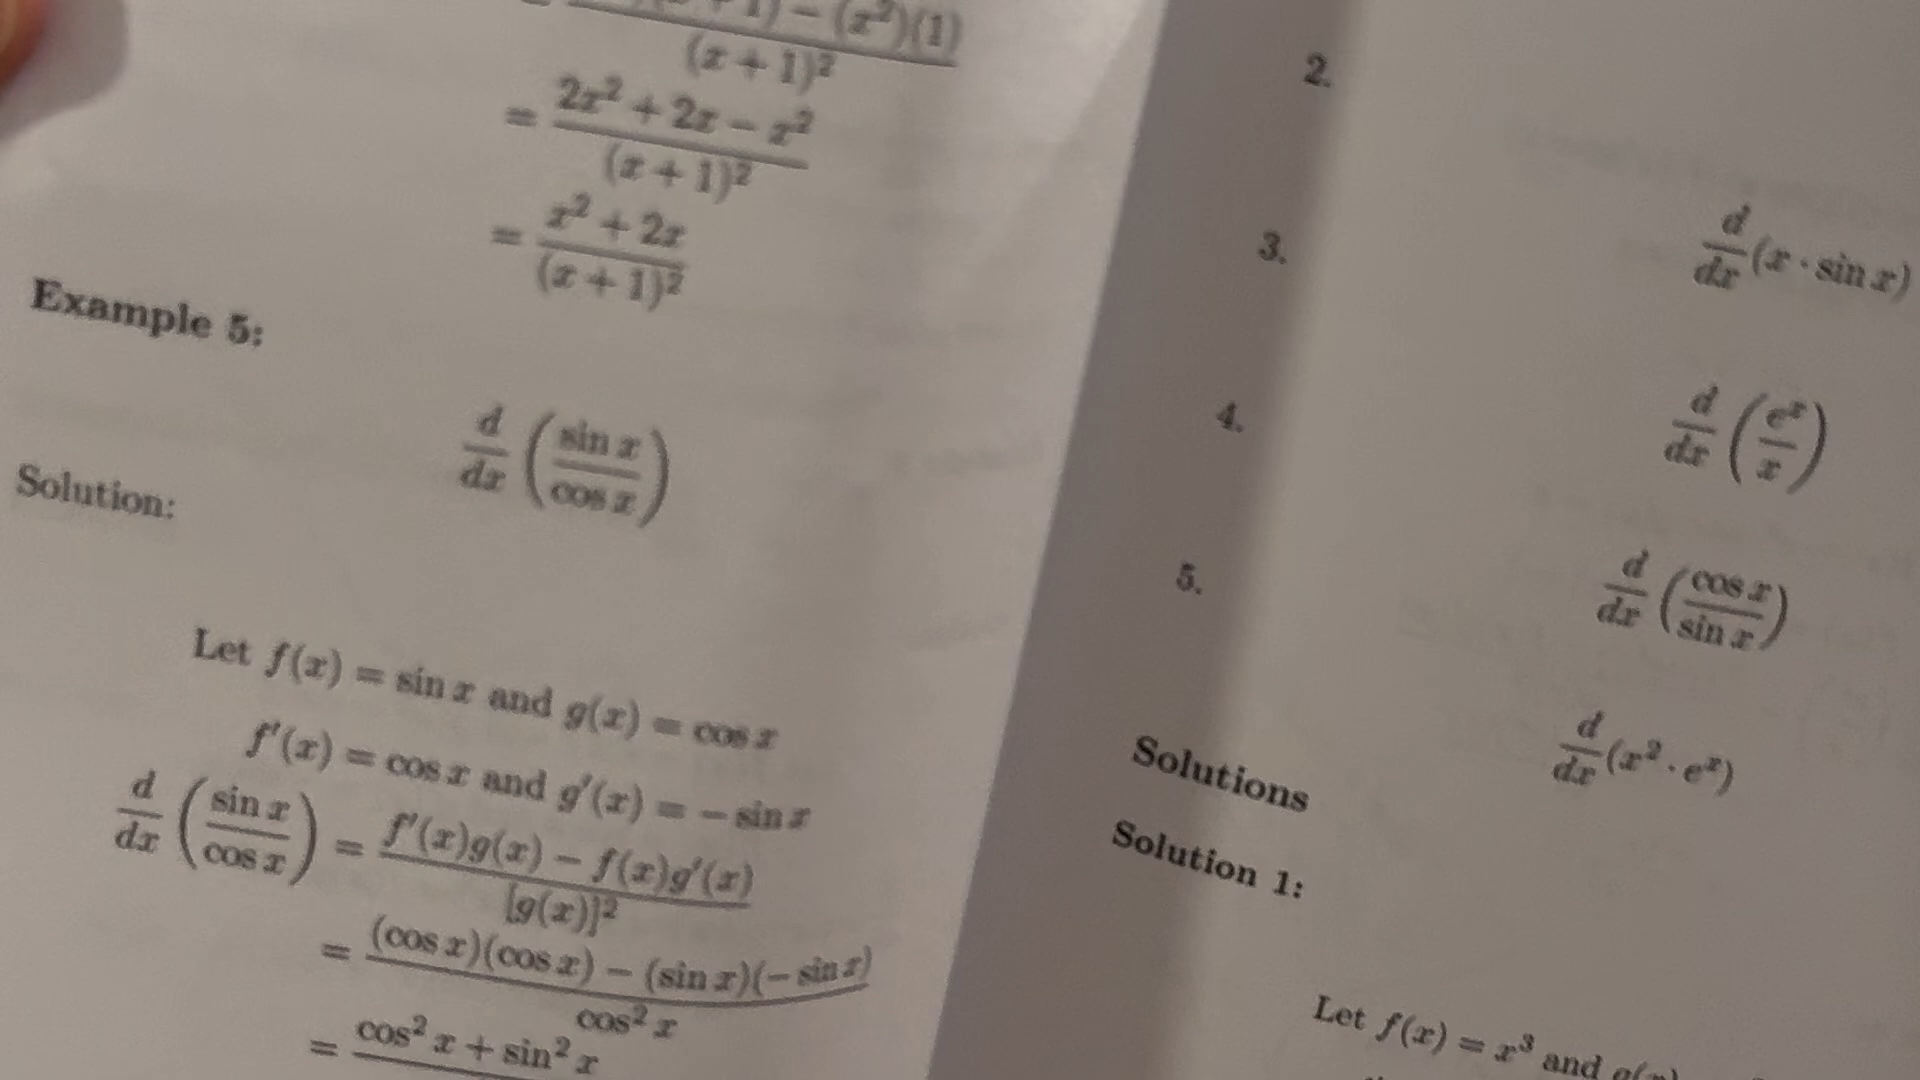 − (x²)(1)
(x + 1)²
= 2x² + 2x − x²
(x + 1)²
= x² + 2x
(x + 1)²
Example 5:
d/dx (sin x / cos x)
Solution:
Let f(x) = sin x and g(x) = cos x
f′(x) = cos x and g′(x) = − sin x
d/dx (sin x / cos x) = f′(x)g(x) − f(x)g′(x)
[g(x)]²
= (cos x)(cos x) − (sin x)(− sin x)
cos² x
= cos² x + sin² x
2.
d/dx (x · sin x)
3.
d/dx (eˣ / x)
4.
d/dx (cos x / sin x)
5.
d/dx (x² · eˣ)
Solutions
Solution 1:
Let f(x) = x³ and